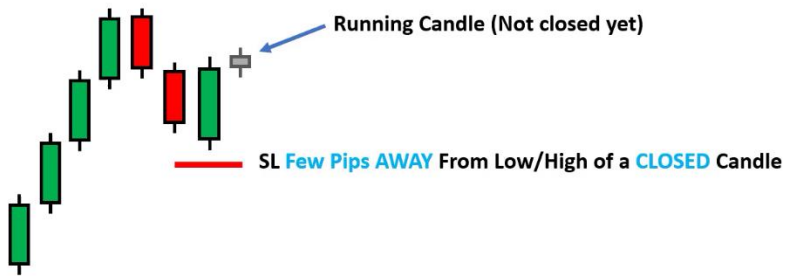 Running Candle (Not closed yet)
SL Few Pips AWAY From Low/High of a CLOSED Candle